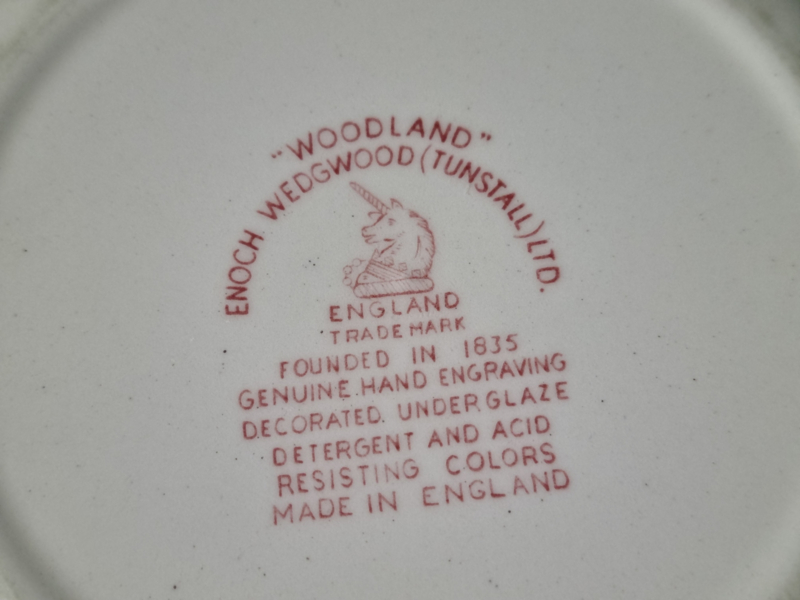 "WOODLAND"
ENOCH WEDGWOOD (TUNSTALL) LTD.
ENGLAND
TRADE MARK
FOUNDED IN 1835
GENUINE HAND ENGRAVING
DECORATED UNDERGLAZE
DETERGENT AND ACID
RESISTING COLORS
MADE IN ENGLAND